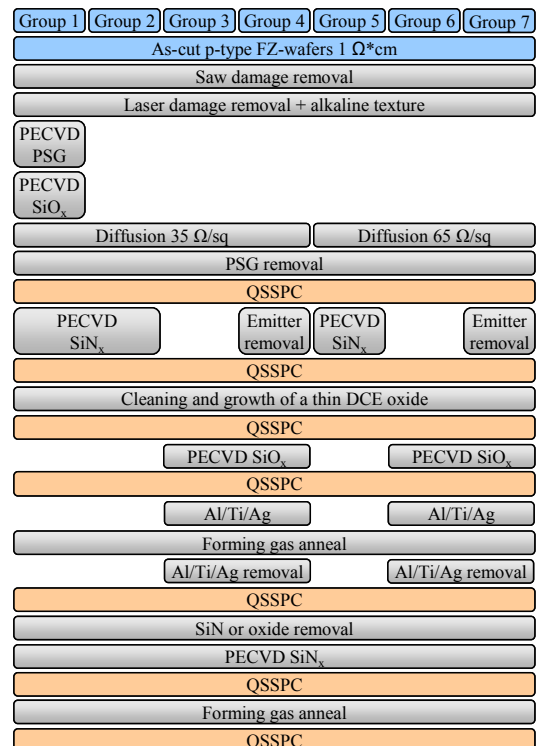 Group 1 Group 2 Group 3 Group 4 Group 5 Group 6 Group 7
As-cut p-type FZ-wafers 1 Ω*cm
Saw damage removal
Laser damage removal + alkaline texture
PECVD
PSG
PECVD
SiOₓ
Diffusion 35 Ω/sq Diffusion 65 Ω/sq
PSG removal
QSSPC
PECVD Emitter PECVD Emitter
SiNₓ removal SiNₓ removal
QSSPC
Cleaning and growth of a thin DCE oxide
QSSPC
PECVD SiOₓ PECVD SiOₓ
QSSPC
Al/Ti/Ag Al/Ti/Ag
Forming gas anneal
Al/Ti/Ag removal Al/Ti/Ag removal
QSSPC
SiN or oxide removal
PECVD SiNₓ
QSSPC
Forming gas anneal
QSSPC